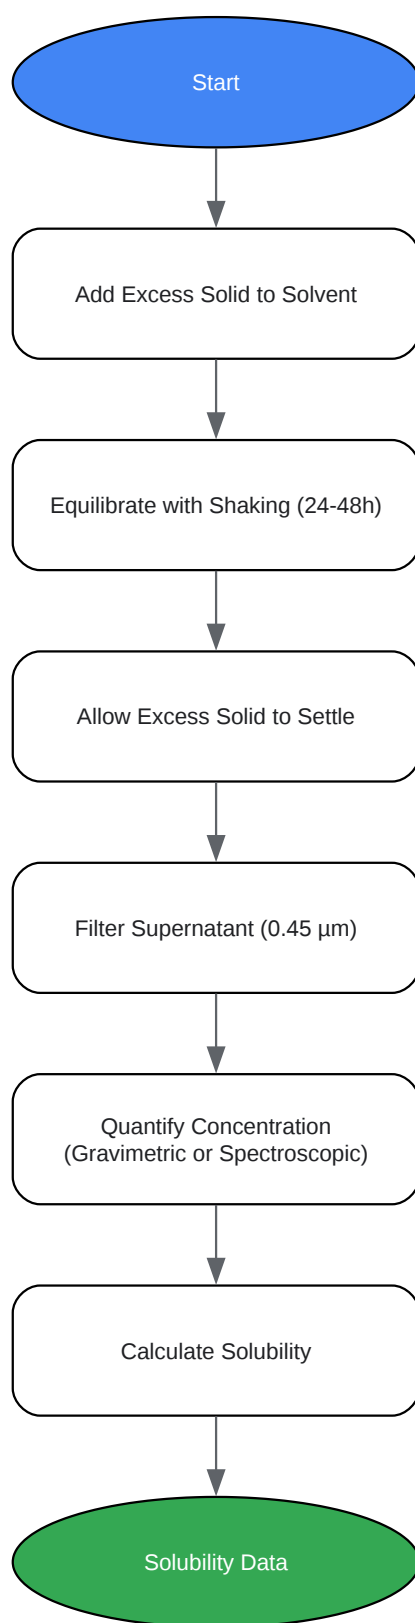 Start
Add Excess Solid to Solvent
Equilibrate with Shaking (24-48h)
Allow Excess Solid to Settle
Filter Supernatant (0.45 µm)
Quantify Concentration
(Gravimetric or Spectroscopic)
Calculate Solubility
Solubility Data